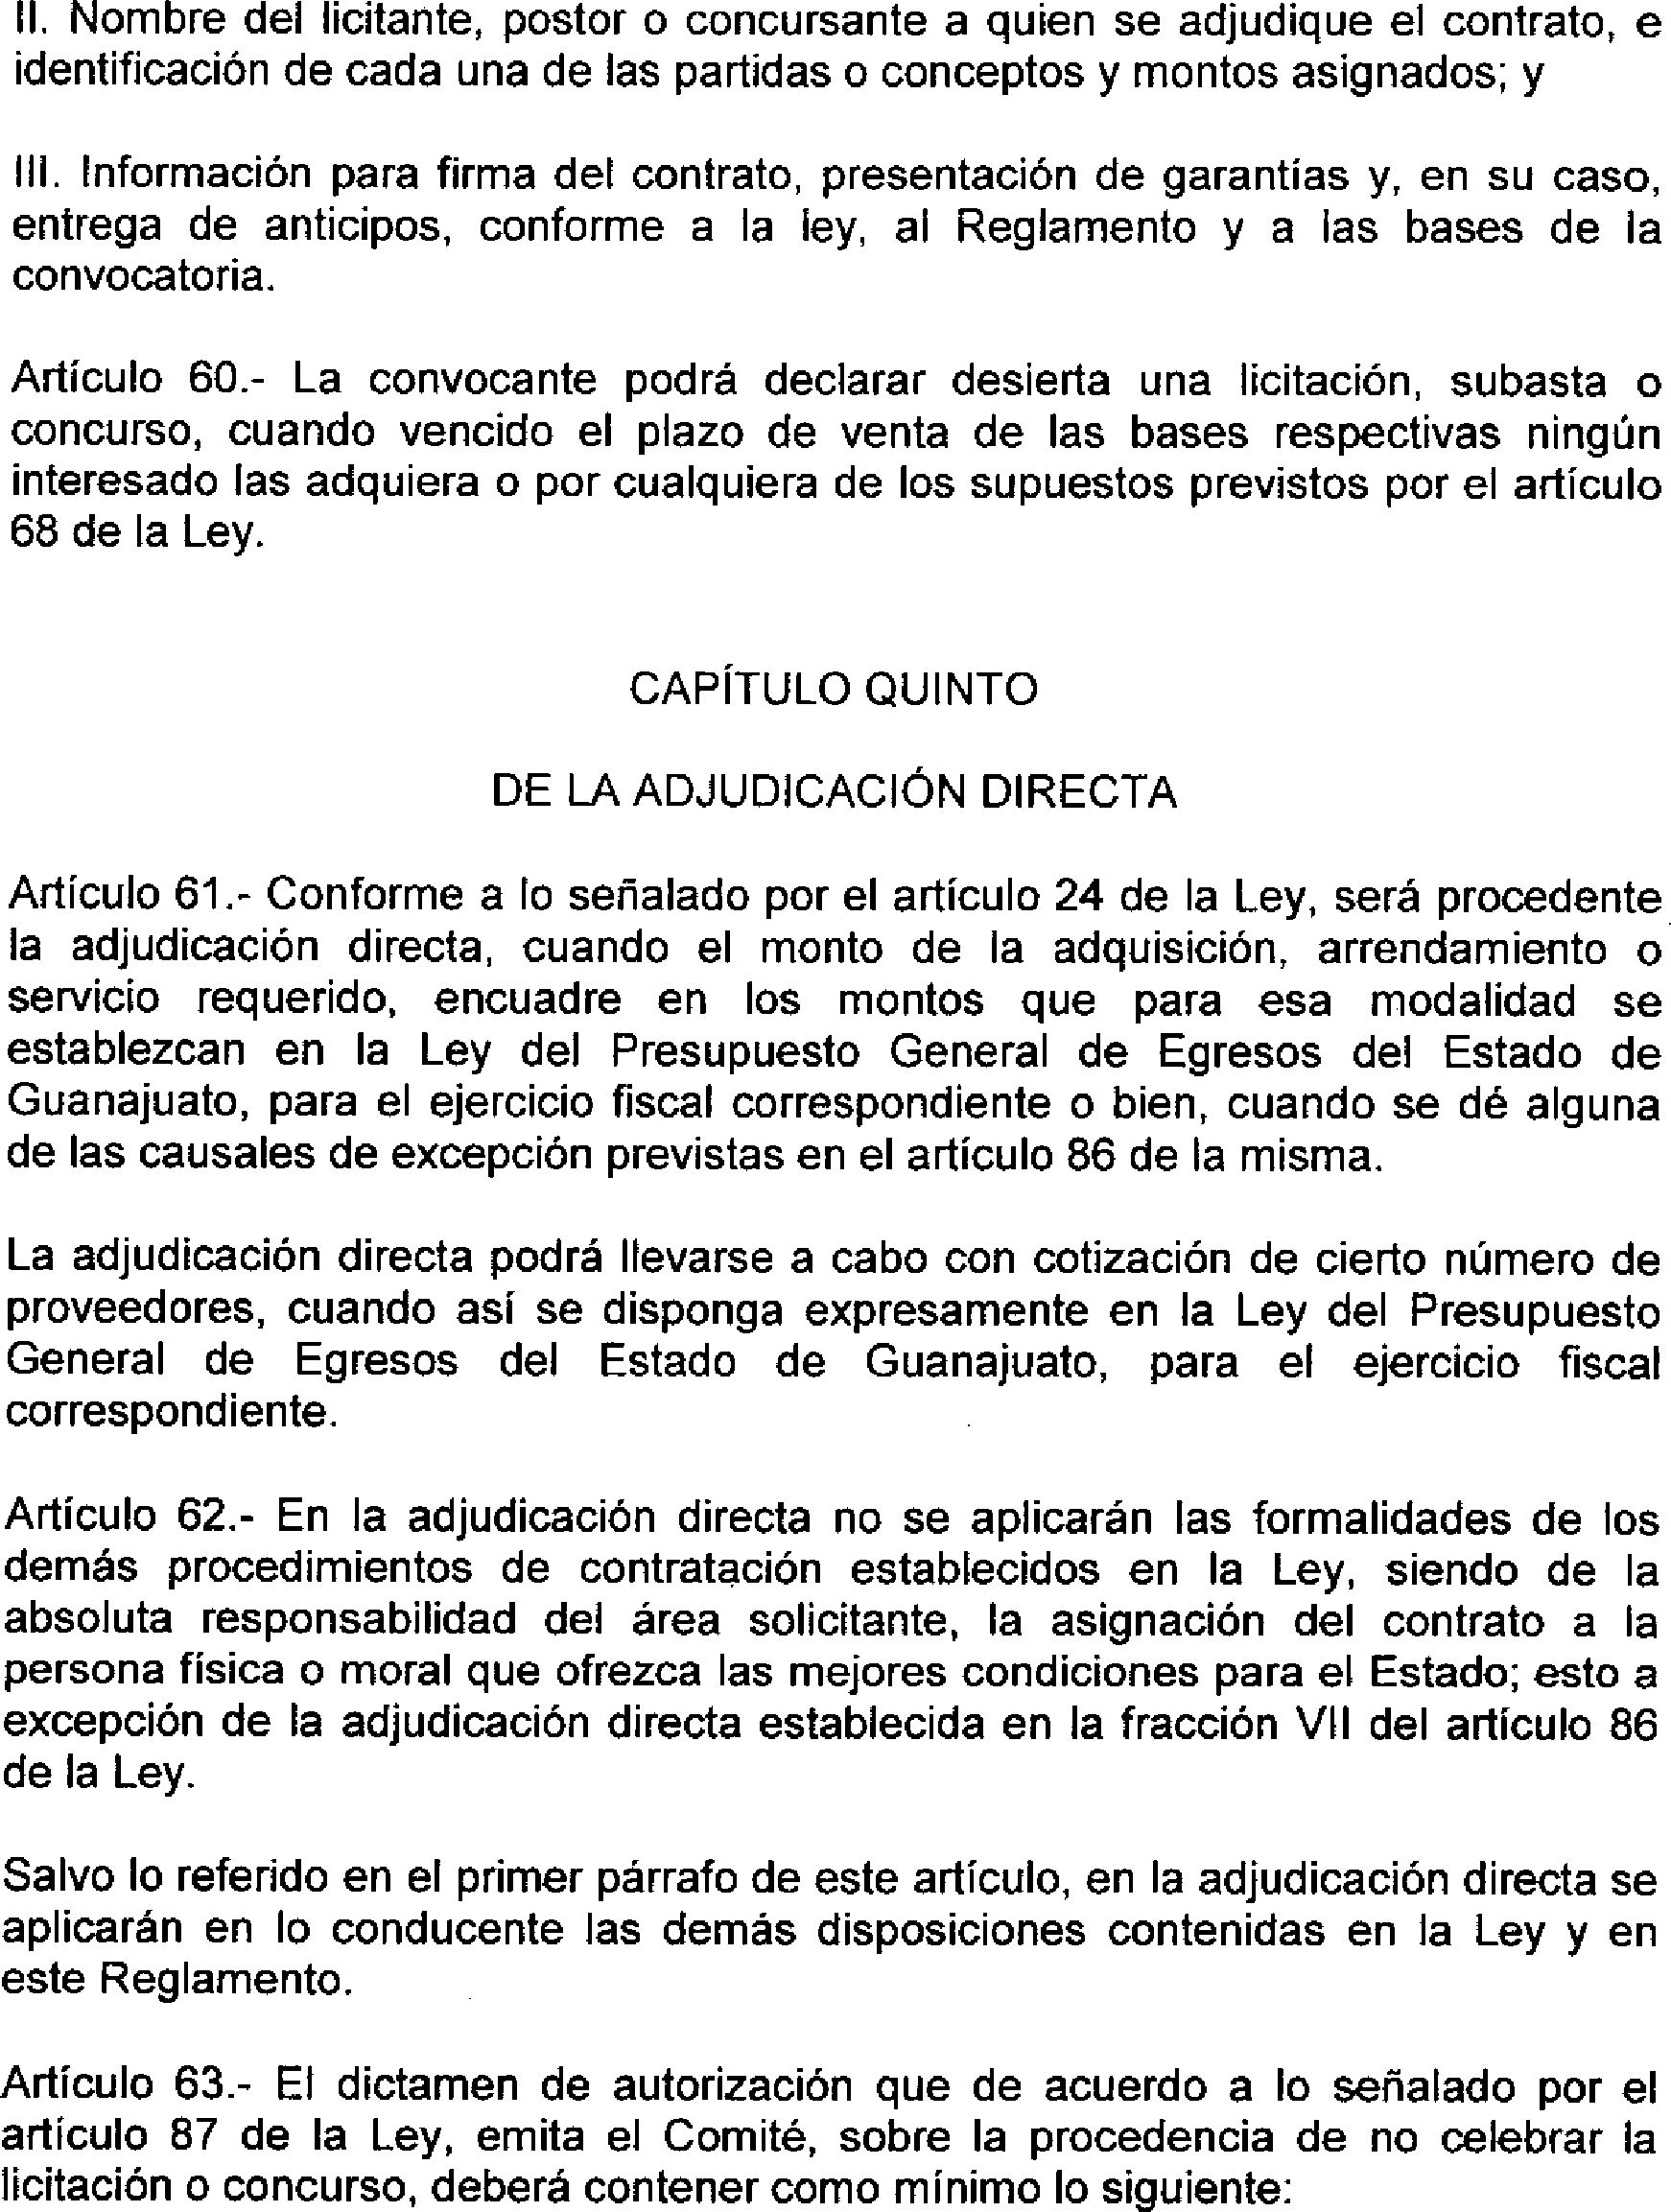 II. Nombre del licitante, postor o concursante a quien se adjudique el contrato, e
identificación de cada una de las partidas o conceptos y montos asignados; y
III. Información para firma del contrato, presentación de garantías y, en su caso,
entrega de anticipos, conforme a la ley, al Reglamento y a las bases de la
convocatoria.
Artículo 60.- La convocante podrá declarar desierta una licitación, subasta o
concurso, cuando vencido el plazo de venta de las bases respectivas ningún
interesado las adquiera o por cualquiera de los supuestos previstos por el artículo
68 de la Ley.
CAPÍTULO QUINTO
DE LA ADJUDICACIÓN DIRECTA
Artículo 61.- Conforme a lo señalado por el artículo 24 de la Ley, será procedente
la adjudicación directa, cuando el monto de la adquisición, arrendamiento o
servicio requerido, encuadre en los montos que para esa modalidad se
establezcan en la Ley del Presupuesto General de Egresos del Estado de
Guanajuato, para el ejercicio fiscal correspondiente o bien, cuando se dé alguna
de las causales de excepción previstas en el artículo 86 de la misma.
La adjudicación directa podrá llevarse a cabo con cotización de cierto número de
proveedores, cuando así se disponga expresamente en la Ley del Presupuesto
General de Egresos del Estado de Guanajuato, para el ejercicio fiscal
correspondiente.
Artículo 62.- En la adjudicación directa no se aplicarán las formalidades de los
demás procedimientos de contratación establecidos en la Ley, siendo de la
absoluta responsabilidad del área solicitante, la asignación del contrato a la
persona física o moral que ofrezca las mejores condiciones para el Estado; esto a
excepción de la adjudicación directa establecida en la fracción VII del artículo 86
de la Ley.
Salvo lo referido en el primer párrafo de este artículo, en la adjudicación directa se
aplicarán en lo conducente las demás disposiciones contenidas en la Ley y en
este Reglamento.
Artículo 63.- El dictamen de autorización que de acuerdo a lo señalado por el
artículo 87 de la Ley, emita el Comité, sobre la procedencia de no celebrar la
licitación o concurso, deberá contener como mínimo lo siguiente: